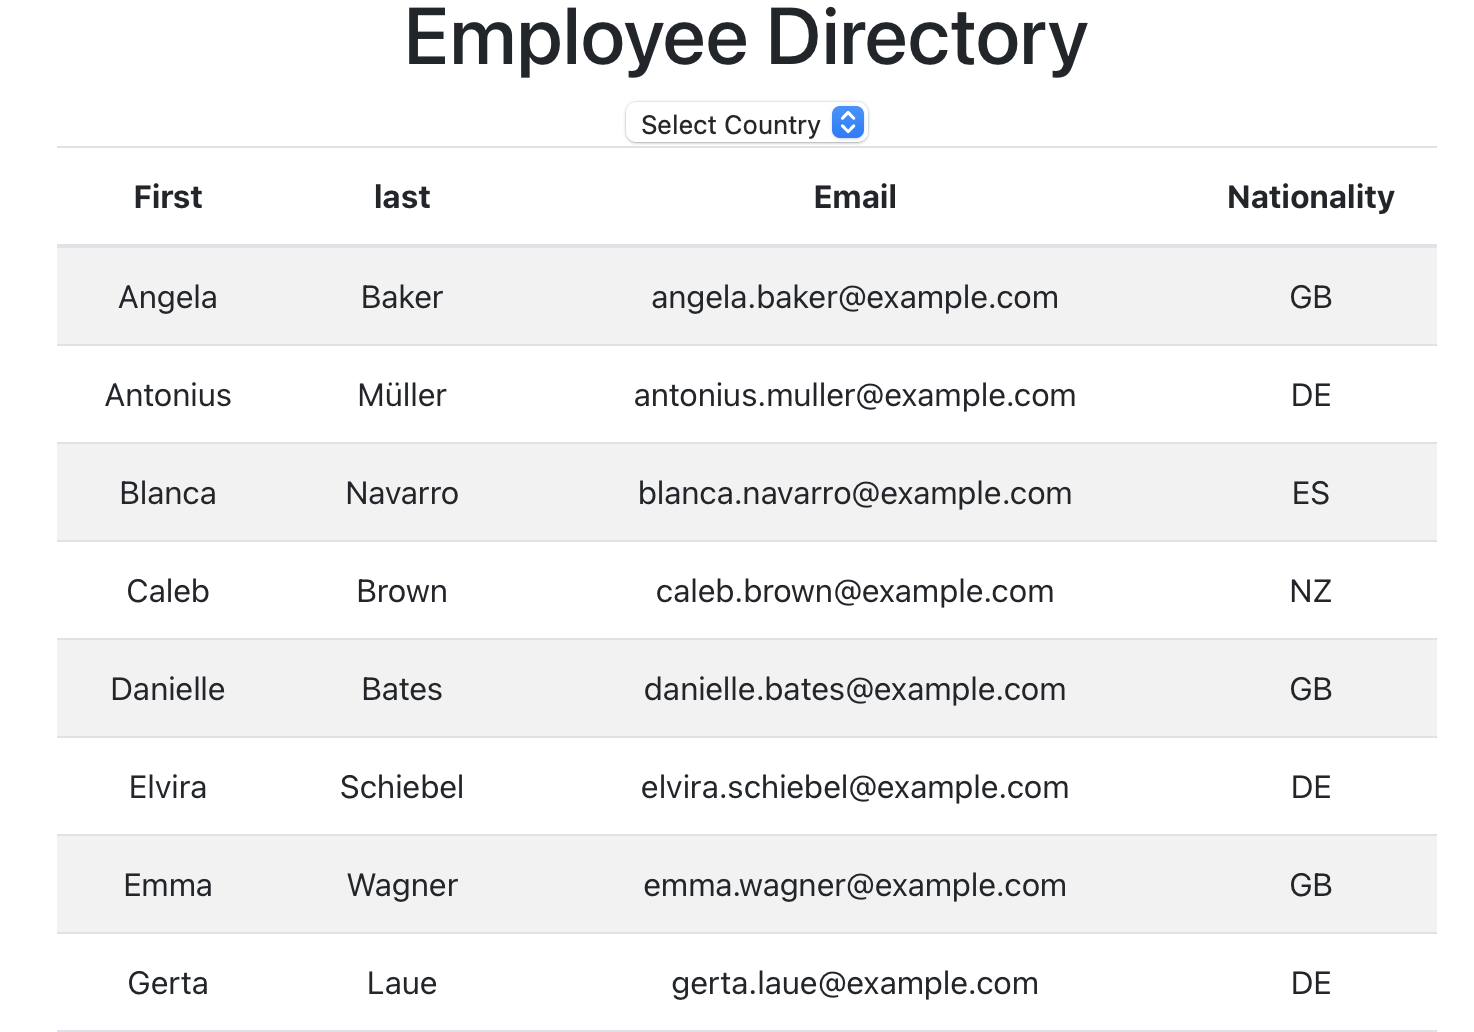 Employee Directory
Select Country
First last Email Nationality
Angela Baker angela.baker@example.com GB
Antonius Müller antonius.muller@example.com DE
Blanca Navarro blanca.navarro@example.com ES
Caleb Brown caleb.brown@example.com NZ
Danielle Bates danielle.bates@example.com GB
Elvira Schiebel elvira.schiebel@example.com DE
Emma Wagner emma.wagner@example.com GB
Gerta Laue gerta.laue@example.com DE